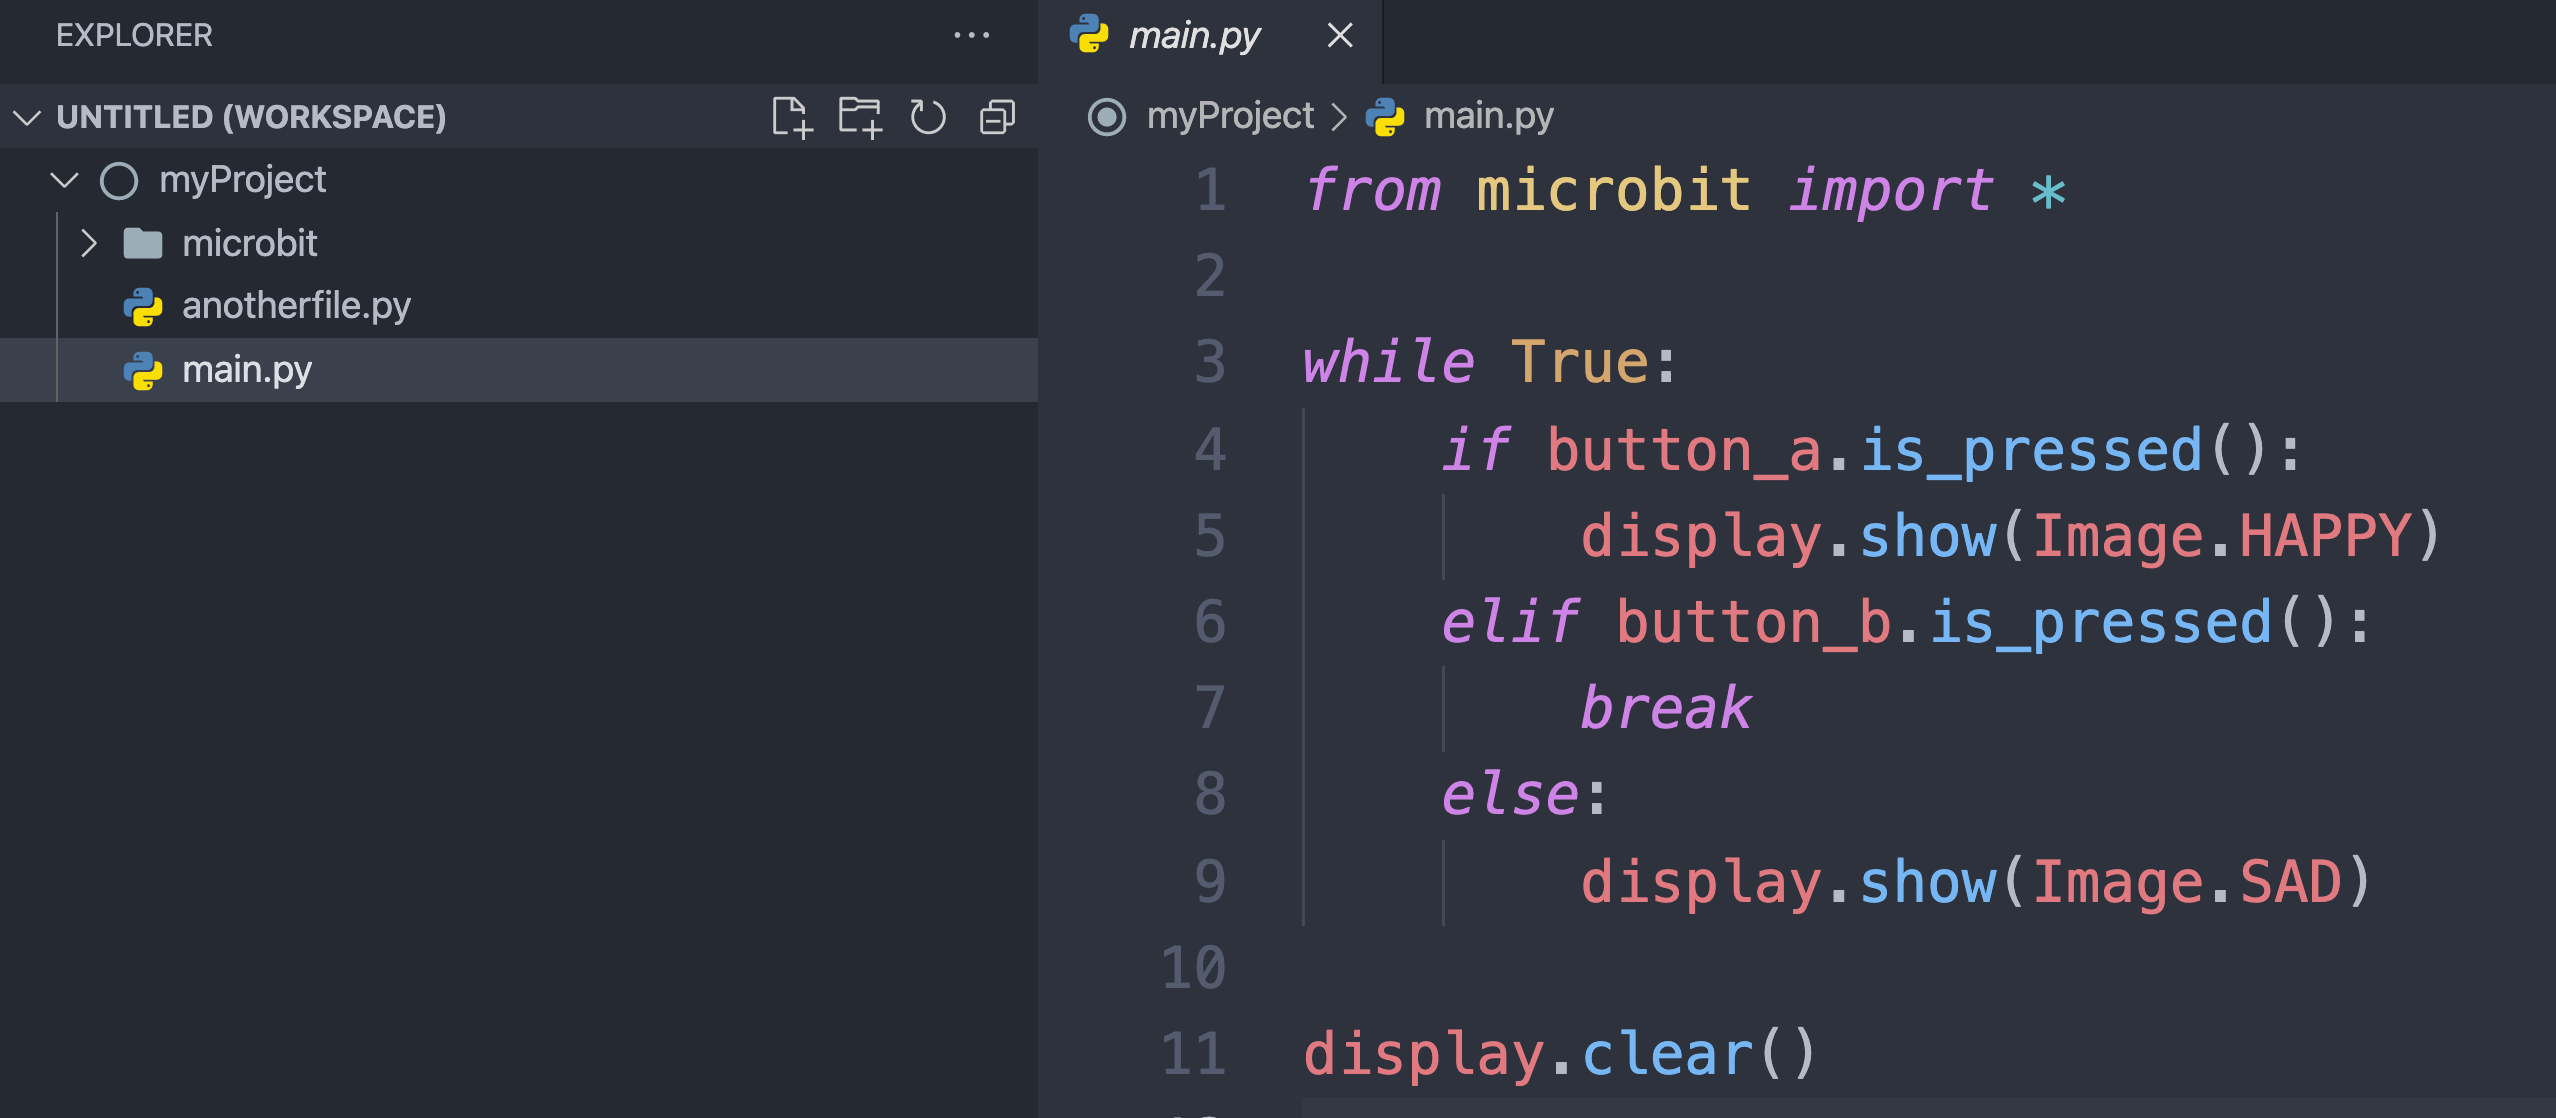 EXPLORER
UNTITLED (WORKSPACE)
myProject
microbit
anotherfile.py
main.py
main.py
myProject > main.py
1 from microbit import *
2
3 while True:
4     if button_a.is_pressed():
5         display.show(Image.HAPPY)
6     elif button_b.is_pressed():
7         break
8     else:
9         display.show(Image.SAD)
10
11 display.clear()